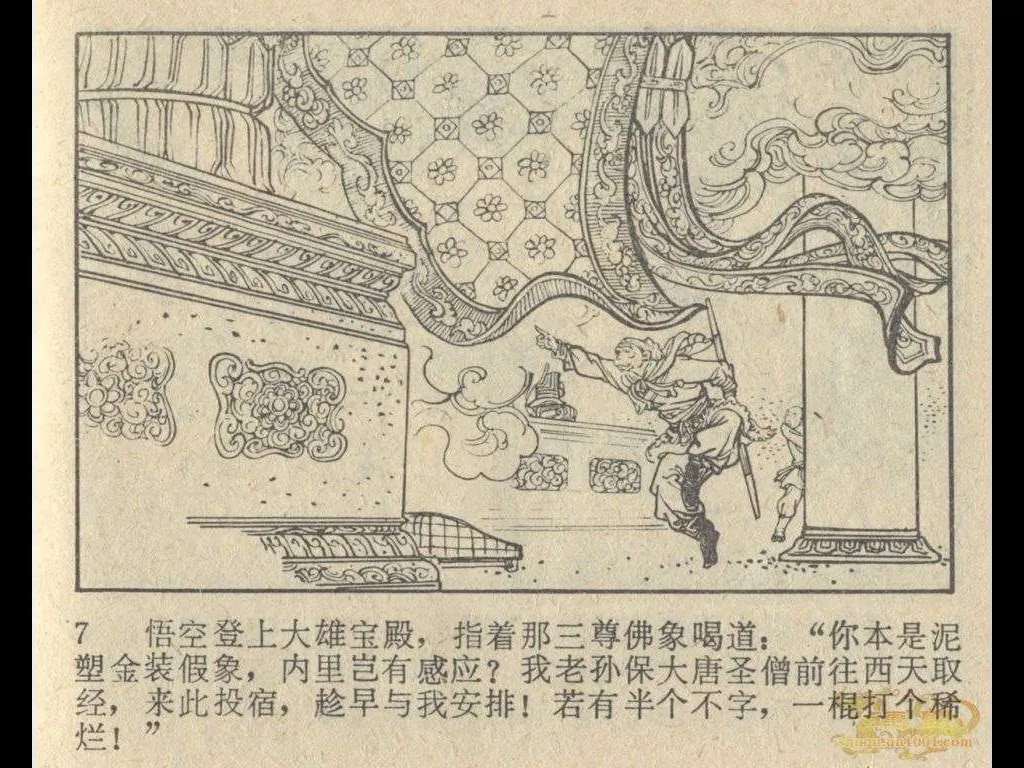 7 悟空登上大雄宝殿，指着那三尊佛象喝道：“你本是泥
塑金装假象，内里岂有感应？我老孙保大唐圣僧前往西天取
经，来此投宿，趁早与我安排！若有半个不字，一棍打个稀
烂！”